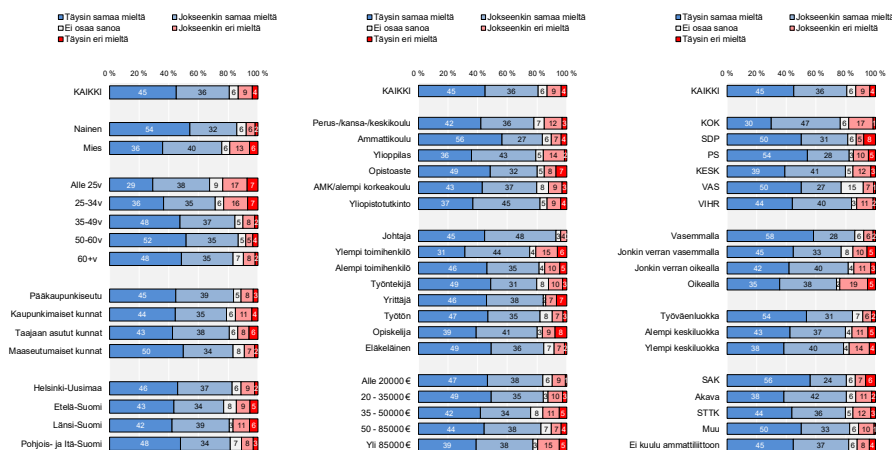 Täysin samaa mieltä Jokseenkin samaa mieltä
Ei osaa sanoa Jokseenkin eri mieltä
Täysin eri mieltä
0 % 20 % 40 % 60 % 80 % 100 %
KAIKKI 45 36 6 9 4
Nainen 54 32 6 6 2
Mies 36 40 6 13 6
Alle 25v 29 38 9 17 7
25-34v 36 35 6 16 7
35-49v 48 37 5 8 2
50-60v 52 35 5 5 4
60+v 48 35 7 8 2
Pääkaupunkiseutu 45 39 5 8 3
Kaupunkimaiset kunnat 44 35 6 11 4
Taajaan asutut kunnat 43 38 6 8 6
Maaseutumaiset kunnat 50 34 8 7 2
Helsinki-Uusimaa 46 37 6 9 2
Etelä-Suomi 43 34 8 9 5
Länsi-Suomi 42 39 3 11 6
Pohjois- ja Itä-Suomi 48 34 7 8 3
Täysin samaa mieltä Jokseenkin samaa mieltä
Ei osaa sanoa Jokseenkin eri mieltä
Täysin eri mieltä
0 % 20 % 40 % 60 % 80 % 100 %
KAIKKI 45 36 6 9 4
Perus-/kansa-/keskikoulu 42 36 7 12 3
Ammattikoulu 56 27 6 7 4
Ylioppilas 36 43 5 14 2
Opistoaste 49 32 5 8 7
AMK/alempi korkeakoulu 43 37 8 9 3
Yliopistotutkinto 37 45 5 9 4
Johtaja 45 48 3 4
Ylempi toimihenkilö 31 44 4 15 6
Alempi toimihenkilö 46 35 4 10 5
Työntekijä 49 31 8 10 3
Yrittäjä 46 38 2 7 7
Työtön 47 35 8 7 3
Opiskelija 39 41 3 9 8
Eläkeläinen 49 36 7 7 2
Alle 20000 € 47 38 6 9 1
20 - 35000 € 49 35 3 10 3
35 - 50000 € 42 34 8 11 5
50 - 85000 € 44 38 7 7 4
Yli 85000 € 39 38 3 15 5
Täysin samaa mieltä Jokseenkin samaa mieltä
Ei osaa sanoa Jokseenkin eri mieltä
Täysin eri mieltä
0 % 20 % 40 % 60 % 80 % 100 %
KAIKKI 45 36 6 9 4
KOK 30 47 6 17 1
SDP 50 31 6 5 8
PS 54 28 3 10 5
KESK 39 41 5 12 3
VAS 50 27 15 7 1
VIHR 44 40 3 11 2
Vasemmalla 58 28 6 6 2
Jonkin verran vasemmalla 45 33 8 10 5
Jonkin verran oikealla 42 40 4 11 3
Oikealla 35 38 2 19 5
Työväenluokka 54 31 7 6 2
Alempi keskiluokka 43 37 4 11 5
Ylempi keskiluokka 38 40 4 14 4
SAK 56 24 6 7 6
Akava 38 42 6 11 2
STTK 44 36 5 12 3
Muu 50 33 6 10 1
Ei kuulu ammattiliittoon 45 37 6 8 4